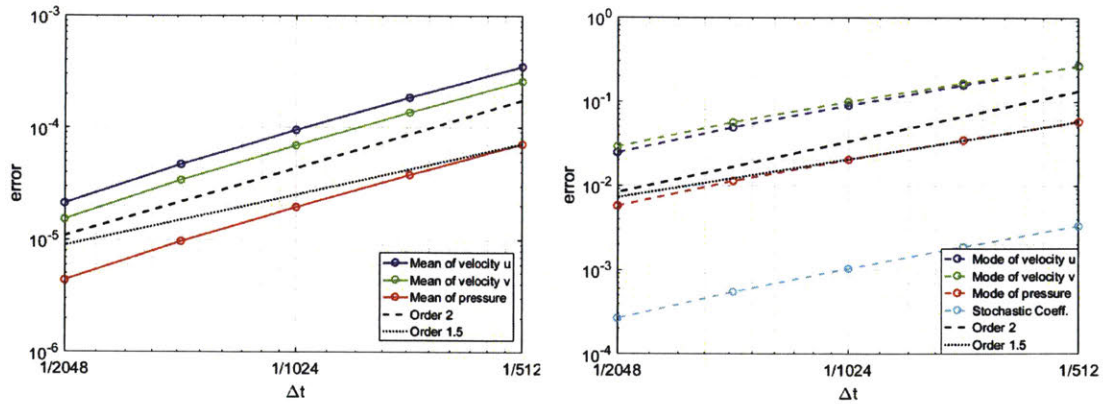 10^-3
10^-4
10^-5
10^-6
error
1/2048
1/1024
1/512
Δt
Mean of velocity u
Mean of velocity v
Mean of pressure
Order 2
Order 1.5
10^0
10^-1
10^-2
10^-3
10^-4
error
1/2048
1/1024
1/512
Δt
Mode of velocity u
Mode of velocity v
Mode of pressure
Stochastic Coeff.
Order 2
Order 1.5